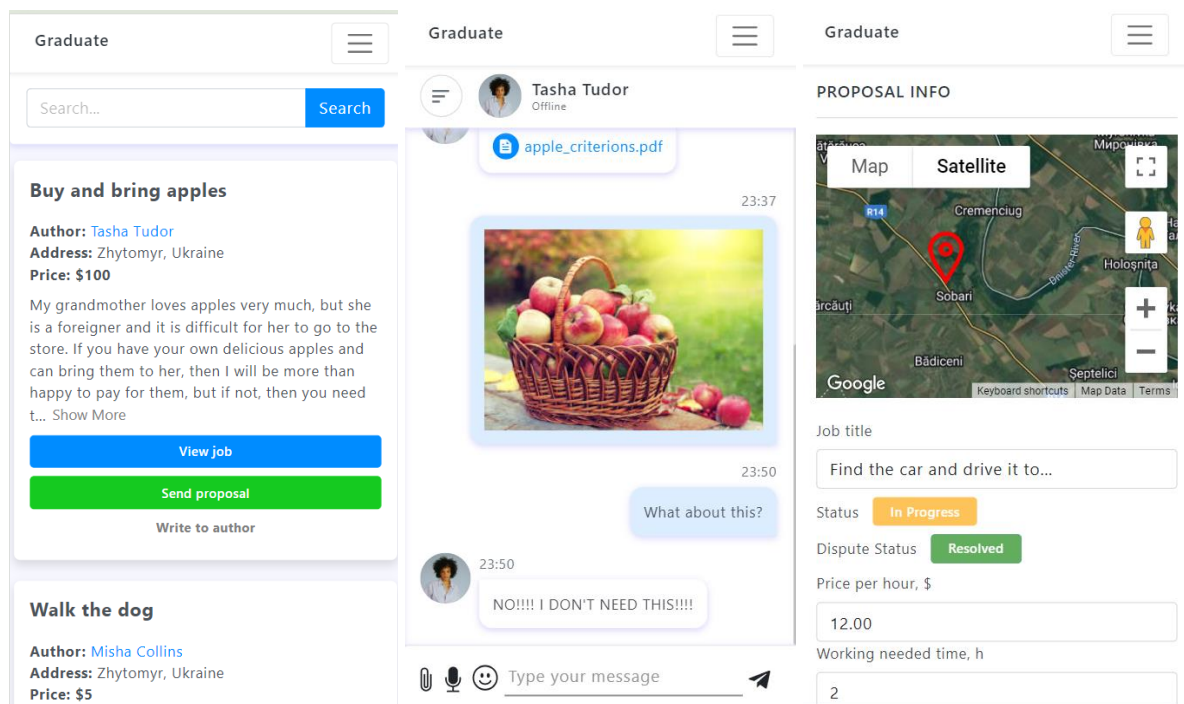 Graduate
Search...
Search
Buy and bring apples
Author: Tasha Tudor
Address: Zhytomyr, Ukraine
Price: $100
My grandmother loves apples very much, but she
is a foreigner and it is difficult for her to go to the
store. If you have your own delicious apples and
can bring them to her, then I will be more than
happy to pay for them, but if not, then you need
t... Show More
View job
Send proposal
Write to author
Walk the dog
Author: Misha Collins
Address: Zhytomyr, Ukraine
Price: $5
Graduate
Tasha Tudor
Offline
apple_criterions.pdf
23:37
23:50
What about this?
23:50
NO!!!! I DON'T NEED THIS!!!!
Type your message
Graduate
PROPOSAL INFO
Map
Satellite
R14
Cremenciug
Dniester River
Holoșnița
Sobari
Bădiceni
Șeptelici
Google
Keyboard shortcuts
Map Data
Terms
Job title
Find the car and drive it to...
Status
In Progress
Dispute Status
Resolved
Price per hour, $
12.00
Working needed time, h
2